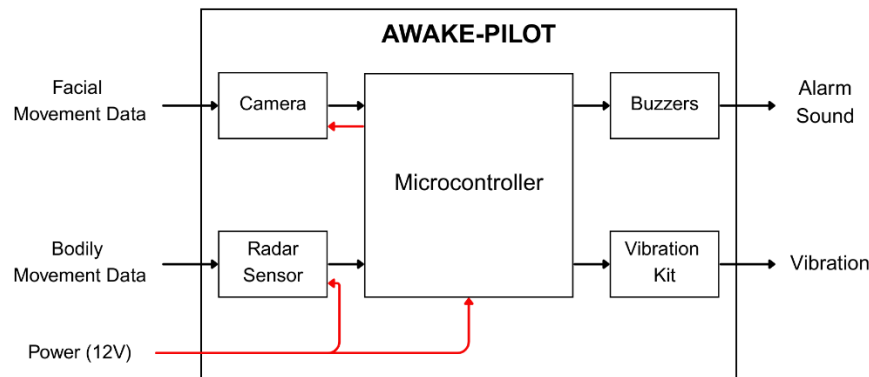 AWAKE-PILOT
Facial
Movement Data
Camera
Microcontroller
Buzzers
Alarm
Sound
Bodily
Movement Data
Radar
Sensor
Vibration
Kit
Vibration
Power (12V)